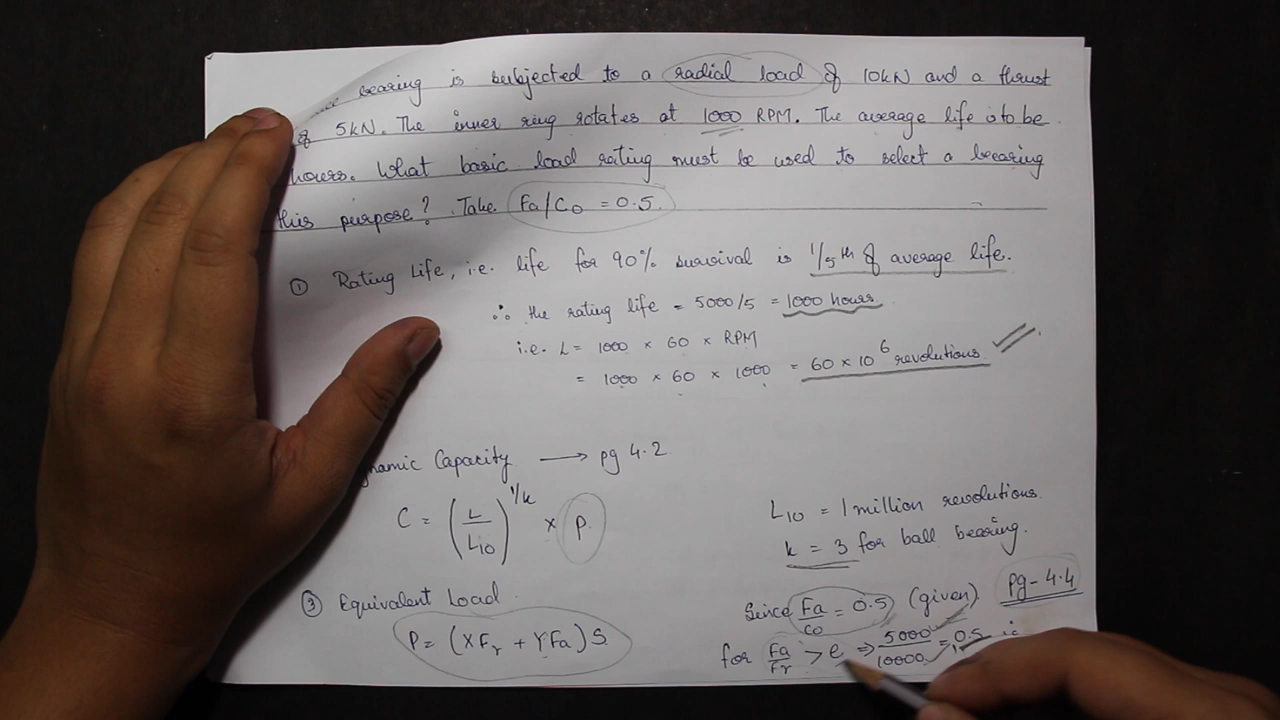 bearing is subjected to a radial load of 10kN and a thrust
of 5kN. The inner ring rotates at 1000 RPM. The average life is to be
hours. What basic load rating must be used to select a bearing
this purpose? Take Fa/Co = 0.5.
① Rating Life, i.e. life for 90% survival is 1/5th of average life.
∴ the rating life = 5000/5 = 1000 hours
i.e. L = 1000 × 60 × RPM
= 1000 × 60 × 1000 = 60 × 10^6 revolutions.
namic Capacity → pg 4.2
C = (L/L10)^1/k × P.
L10 = 1 million revolutions.
k = 3 for ball bearing.
③ Equivalent Load
P = (XFr + YFa) S
Since Fa/Co = 0.5 (given) pg-4.4
for Fa/Fr > e ⇒ 5000/10000 = 0.5 ie